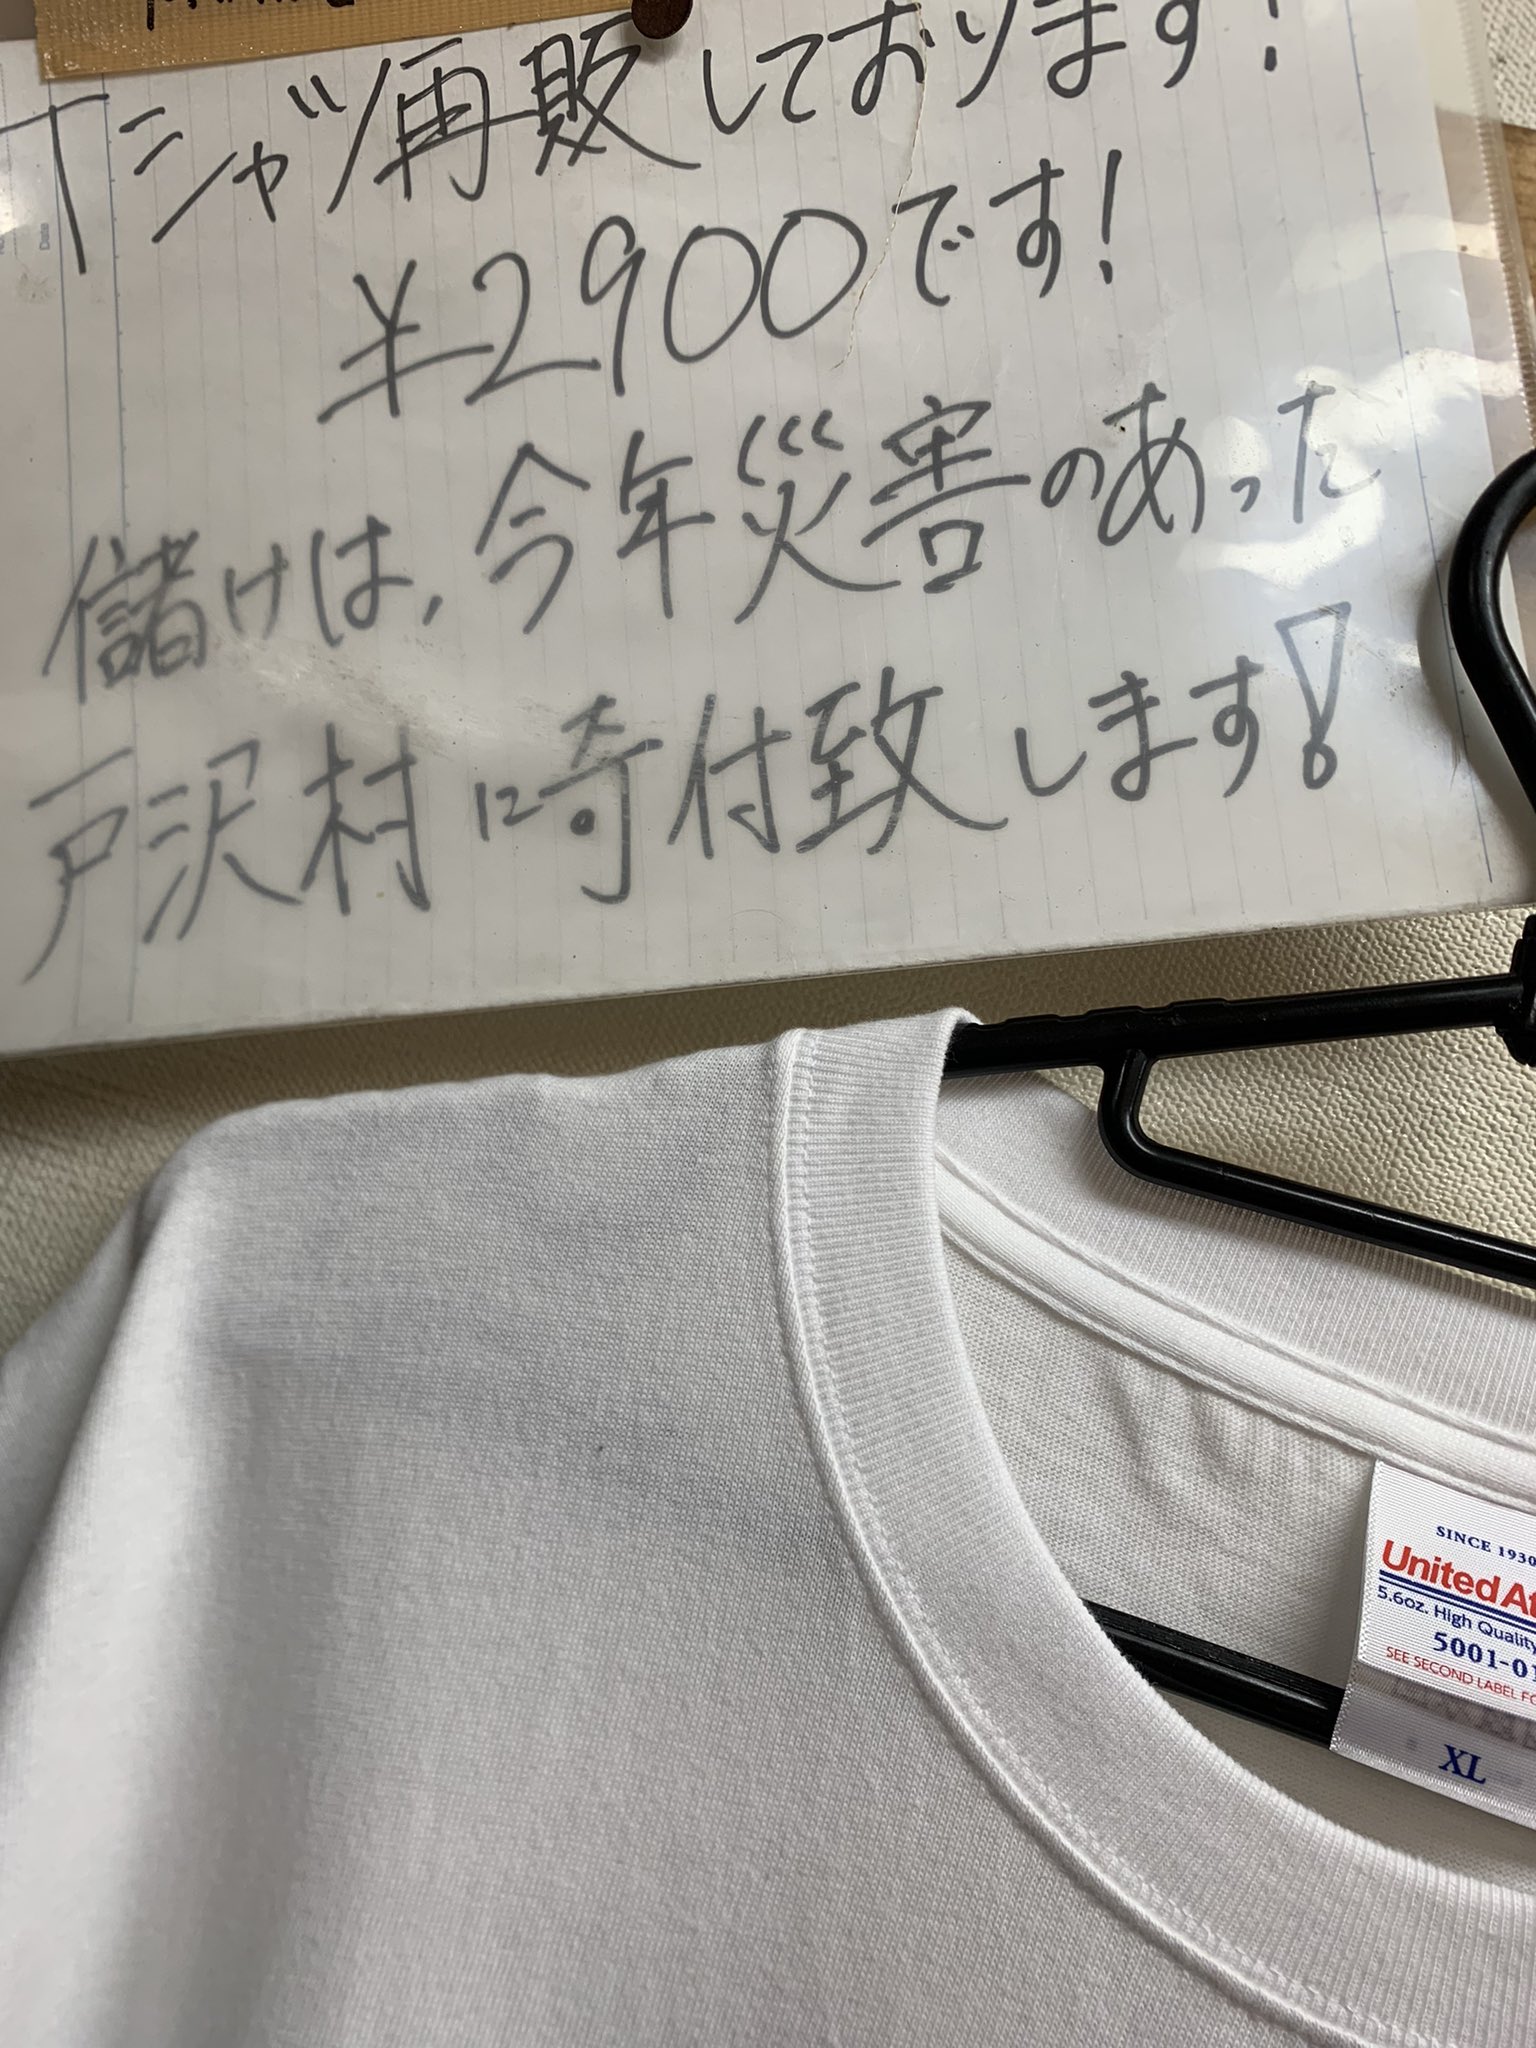 Tシャツ再販しております!
¥2900です!
儲けは,今年災害のあった
戸沢村に寄付致します!
SINCE 1930
United At
5.6oz. High Quality
5001-01
SEE SECOND LABEL FO
XL
Date